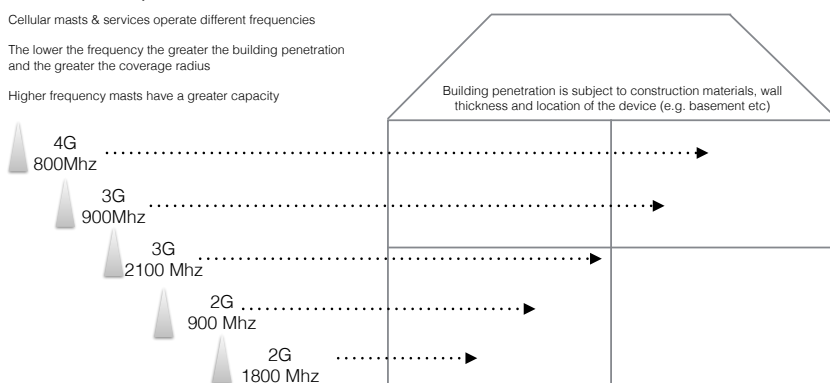 Cellular masts & services operate different frequencies
The lower the frequency the greater the building penetration
and the greater the coverage radius
Higher frequency masts have a greater capacity
Building penetration is subject to construction materials, wall
thickness and location of the device (e.g. basement etc)
4G
800Mhz
3G
900Mhz
3G
2100 Mhz
2G
900 Mhz
2G
1800 Mhz